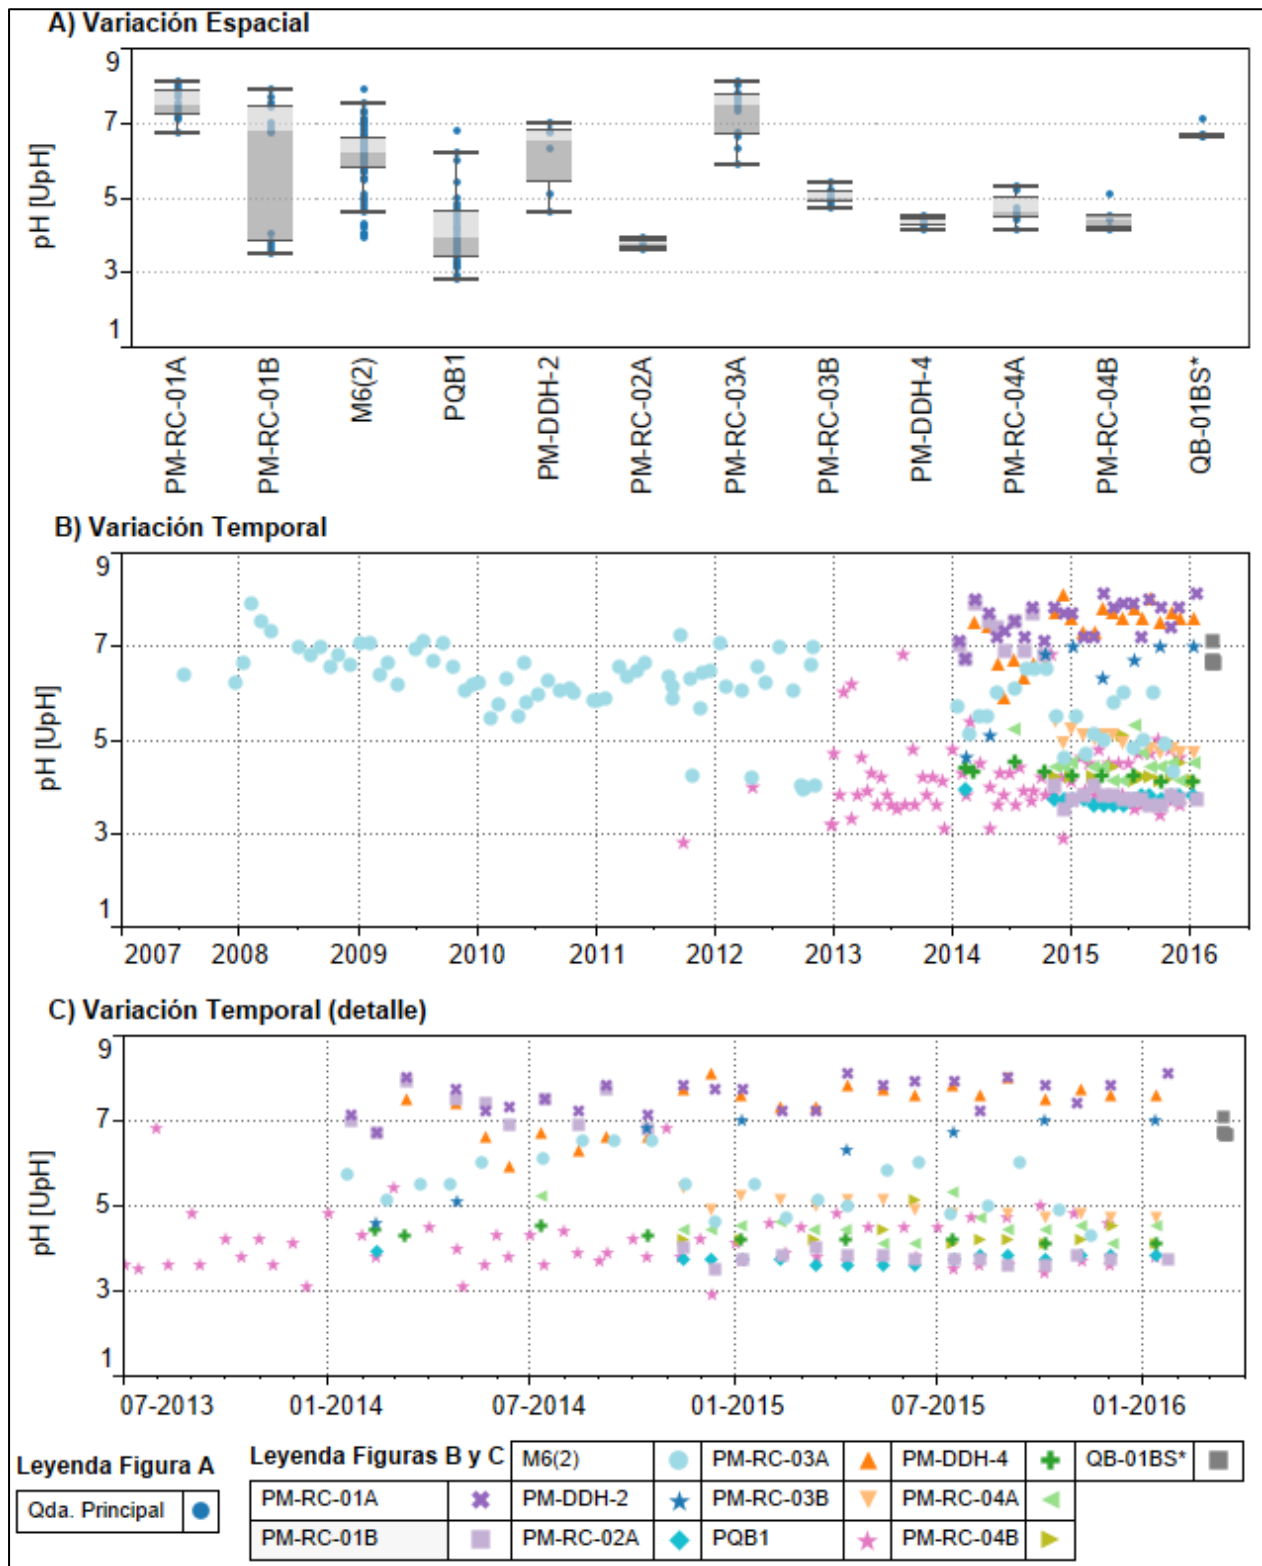 A) Variación Espacial
9
7
5
3
1
pH [UpH]
PM-RC-01A
PM-RC-01B
M6(2)
PQB1
PM-DDH-2
PM-RC-02A
PM-RC-03A
PM-RC-03B
PM-DDH-4
PM-RC-04A
PM-RC-04B
QB-01BS*
B) Variación Temporal
9
7
5
3
1
pH [UpH]
2007 2008 2009 2010 2011 2012 2013 2014 2015 2016
C) Variación Temporal (detalle)
9
7
5
3
1
pH [UpH]
07-2013 01-2014 07-2014 01-2015 07-2015 01-2016
Leyenda Figura A
Qda. Principal
Leyenda Figuras B y C M6(2) PM-RC-03A PM-DDH-4 QB-01BS*
PM-RC-01A PM-DDH-2 PM-RC-03B PM-RC-04A
PM-RC-01B PM-RC-02A PQB1 PM-RC-04B